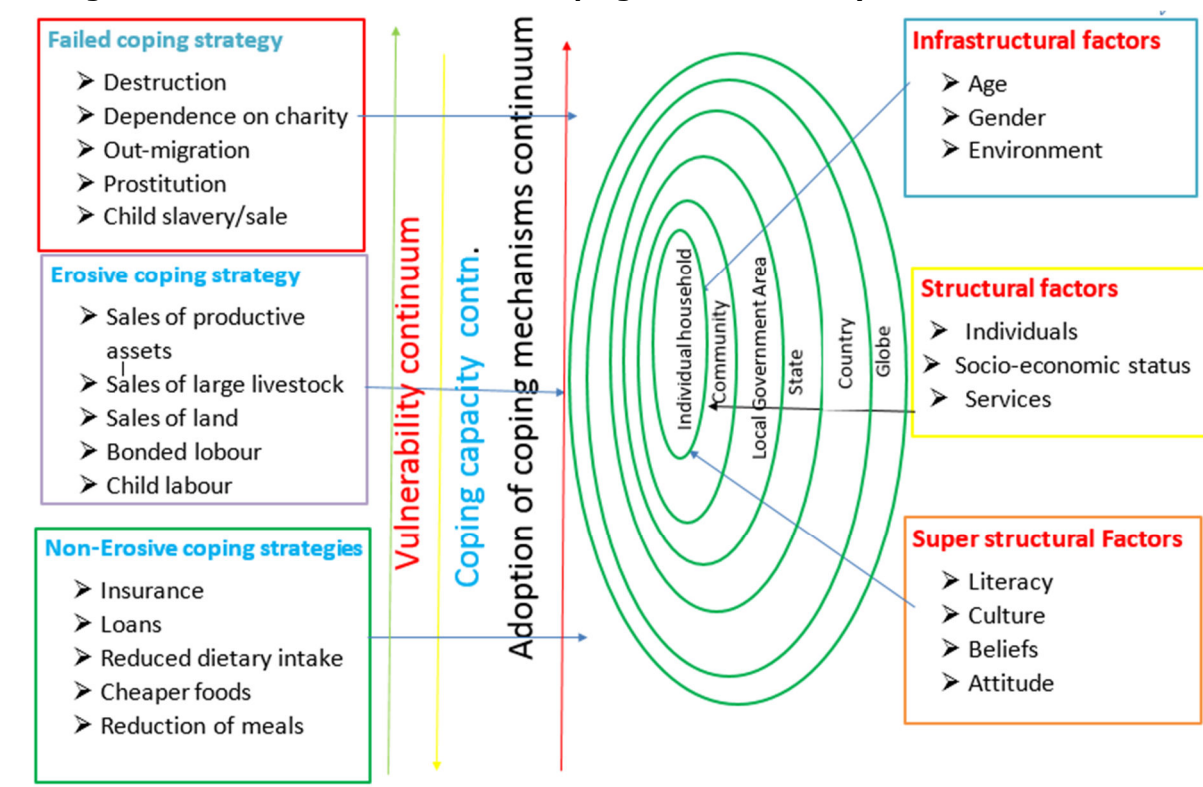 Failed coping strategy
➤ Destruction
➤ Dependence on charity
➤ Out-migration
➤ Prostitution
➤ Child slavery/sale
Erosive coping strategy
➤ Sales of productive
assets
➤ Sales of large livestock
➤ Sales of land
➤ Bonded lobour
➤ Child labour
Non-Erosive coping strategies
➤ Insurance
➤ Loans
➤ Reduced dietary intake
➤ Cheaper foods
➤ Reduction of meals
Vulnerability continuum
Coping capacity contn.
Adoption of coping mechanisms continuum
Individual household
Community
Local Government Area
State
Country
Globe
Infrastructural factors
➤ Age
➤ Gender
➤ Environment
Structural factors
➤ Individuals
➤ Socio-economic status
➤ Services
Super structural Factors
➤ Literacy
➤ Culture
➤ Beliefs
➤ Attitude